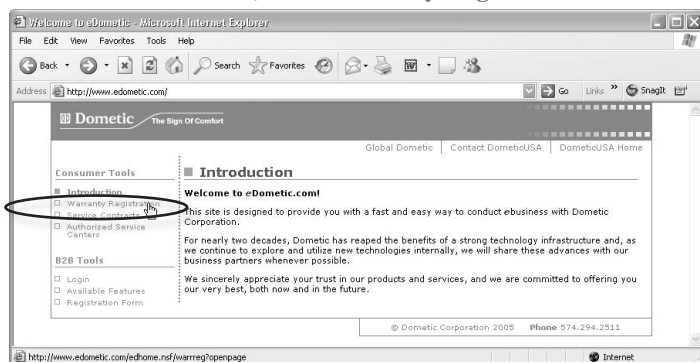 Welcome to eDometic - Microsoft Internet Explorer
File Edit View Favorites Tools Help
Back Search Favorites
Address http://www.edometic.com/ Go Links » SnagIt
Dometic The Sign Of Comfort
Global Dometic Contact DometicUSA DometicUSA Home
Consumer Tools
Introduction
Warranty Registration
Service Contracts
Authorized Service
Centers
B2B Tools
Login
Available Features
Registration Form
Introduction
Welcome to eDometic.com!
This site is designed to provide you with a fast and easy way to conduct ebusiness with Dometic
Corporation.
For nearly two decades, Dometic has reaped the benefits of a strong technology infrastructure and, as
we continue to explore and utilize new technologies internally, we will share these advances with our
business partners whenever possible.
We sincerely appreciate your trust in our products and services, and we are committed to offering you
our very best, both now and in the future.
© Dometic Corporation 2005 Phone 574.294.2511
http://www.edometic.com/edhome.nsf/warrreg?openpage Internet